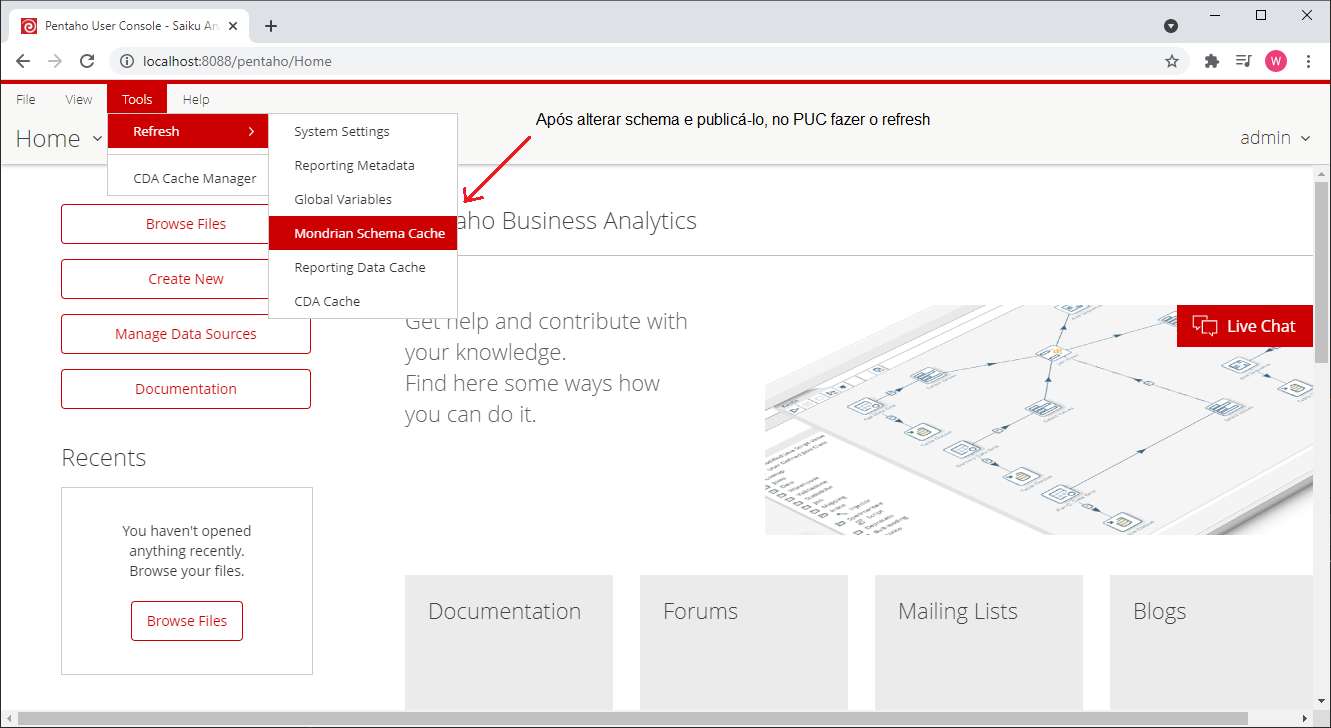 Pentaho User Console - Saiku An
localhost:8088/pentaho/Home
W
File View Tools Help
Home
admin
Refresh
CDA Cache Manager
System Settings
Reporting Metadata
Global Variables
Mondrian Schema Cache
Reporting Data Cache
CDA Cache
Após alterar schema e publicá-lo, no PUC fazer o refresh
Browse Files
Create New
Manage Data Sources
Documentation
Recents
You haven't opened
anything recently.
Browse your files.
Browse Files
aho Business Analytics
Get help and contribute with
your knowledge.
Find here some ways how
you can do it.
Live Chat
Documentation
Forums
Mailing Lists
Blogs